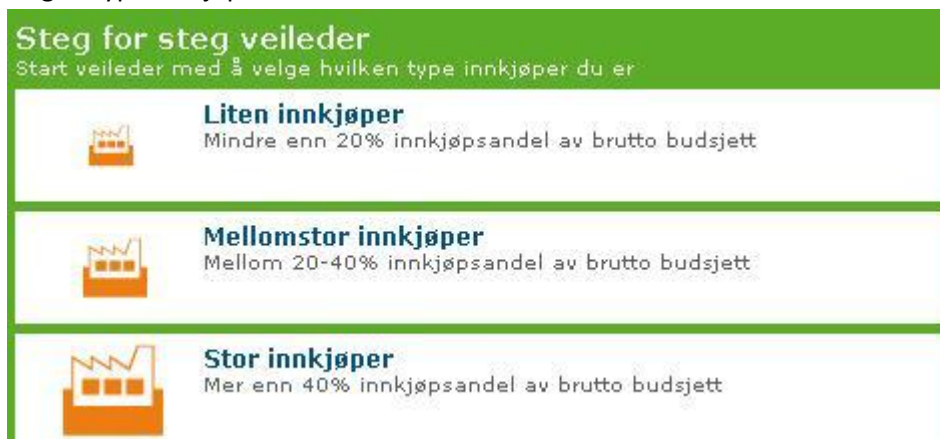 Steg for steg veileder
Start veileder med å velge hvilken type innkjøper du er
Liten innkjøper
Mindre enn 20% innkjøpsandel av brutto budsjett
Mellomstor innkjøper
Mellom 20-40% innkjøpsandel av brutto budsjett
Stor innkjøper
Mer enn 40% innkjøpsandel av brutto budsjett